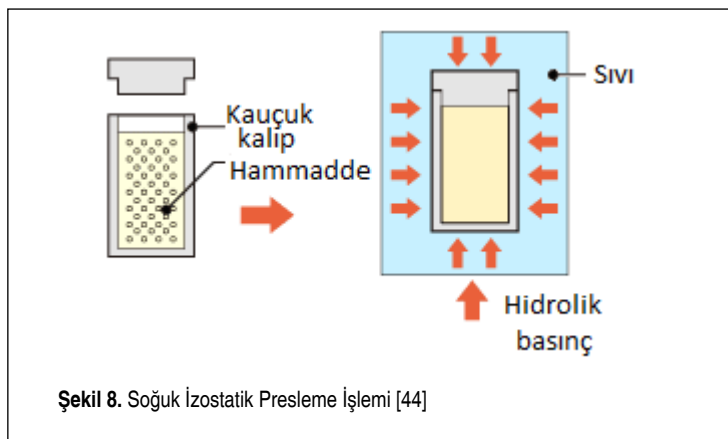 Kauçuk
kalıp
Hammadde
Sıvı
Hidrolik
basınç
Şekil 8. Soğuk İzostatik Presleme İşlemi [44]